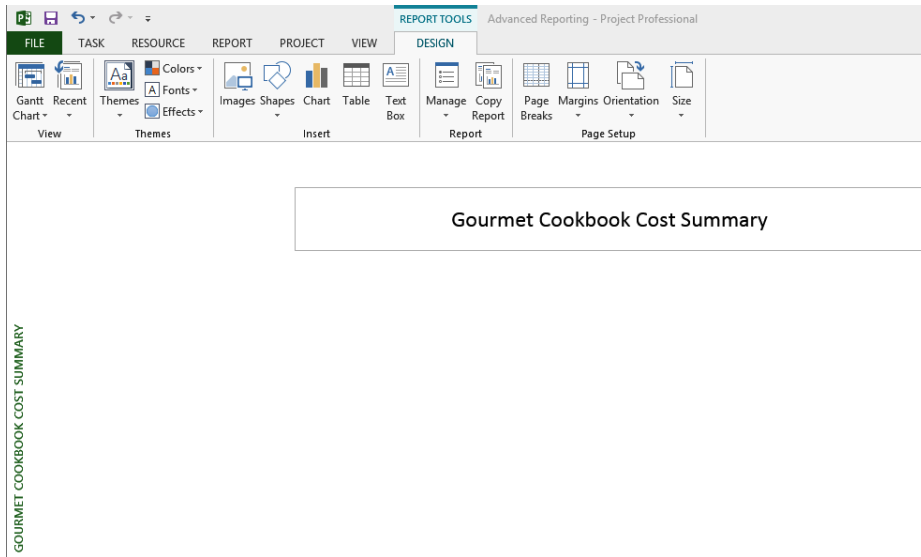 REPORT TOOLS Advanced Reporting - Project Professional
FILE TASK RESOURCE REPORT PROJECT VIEW DESIGN
Gantt Chart Recent Themes Colors Fonts Effects Images Shapes Chart Table Text Box Manage Copy Report Page Breaks Margins Orientation Size
View Themes Insert Report Page Setup
Gourmet Cookbook Cost Summary
GOURMET COOKBOOK COST SUMMARY